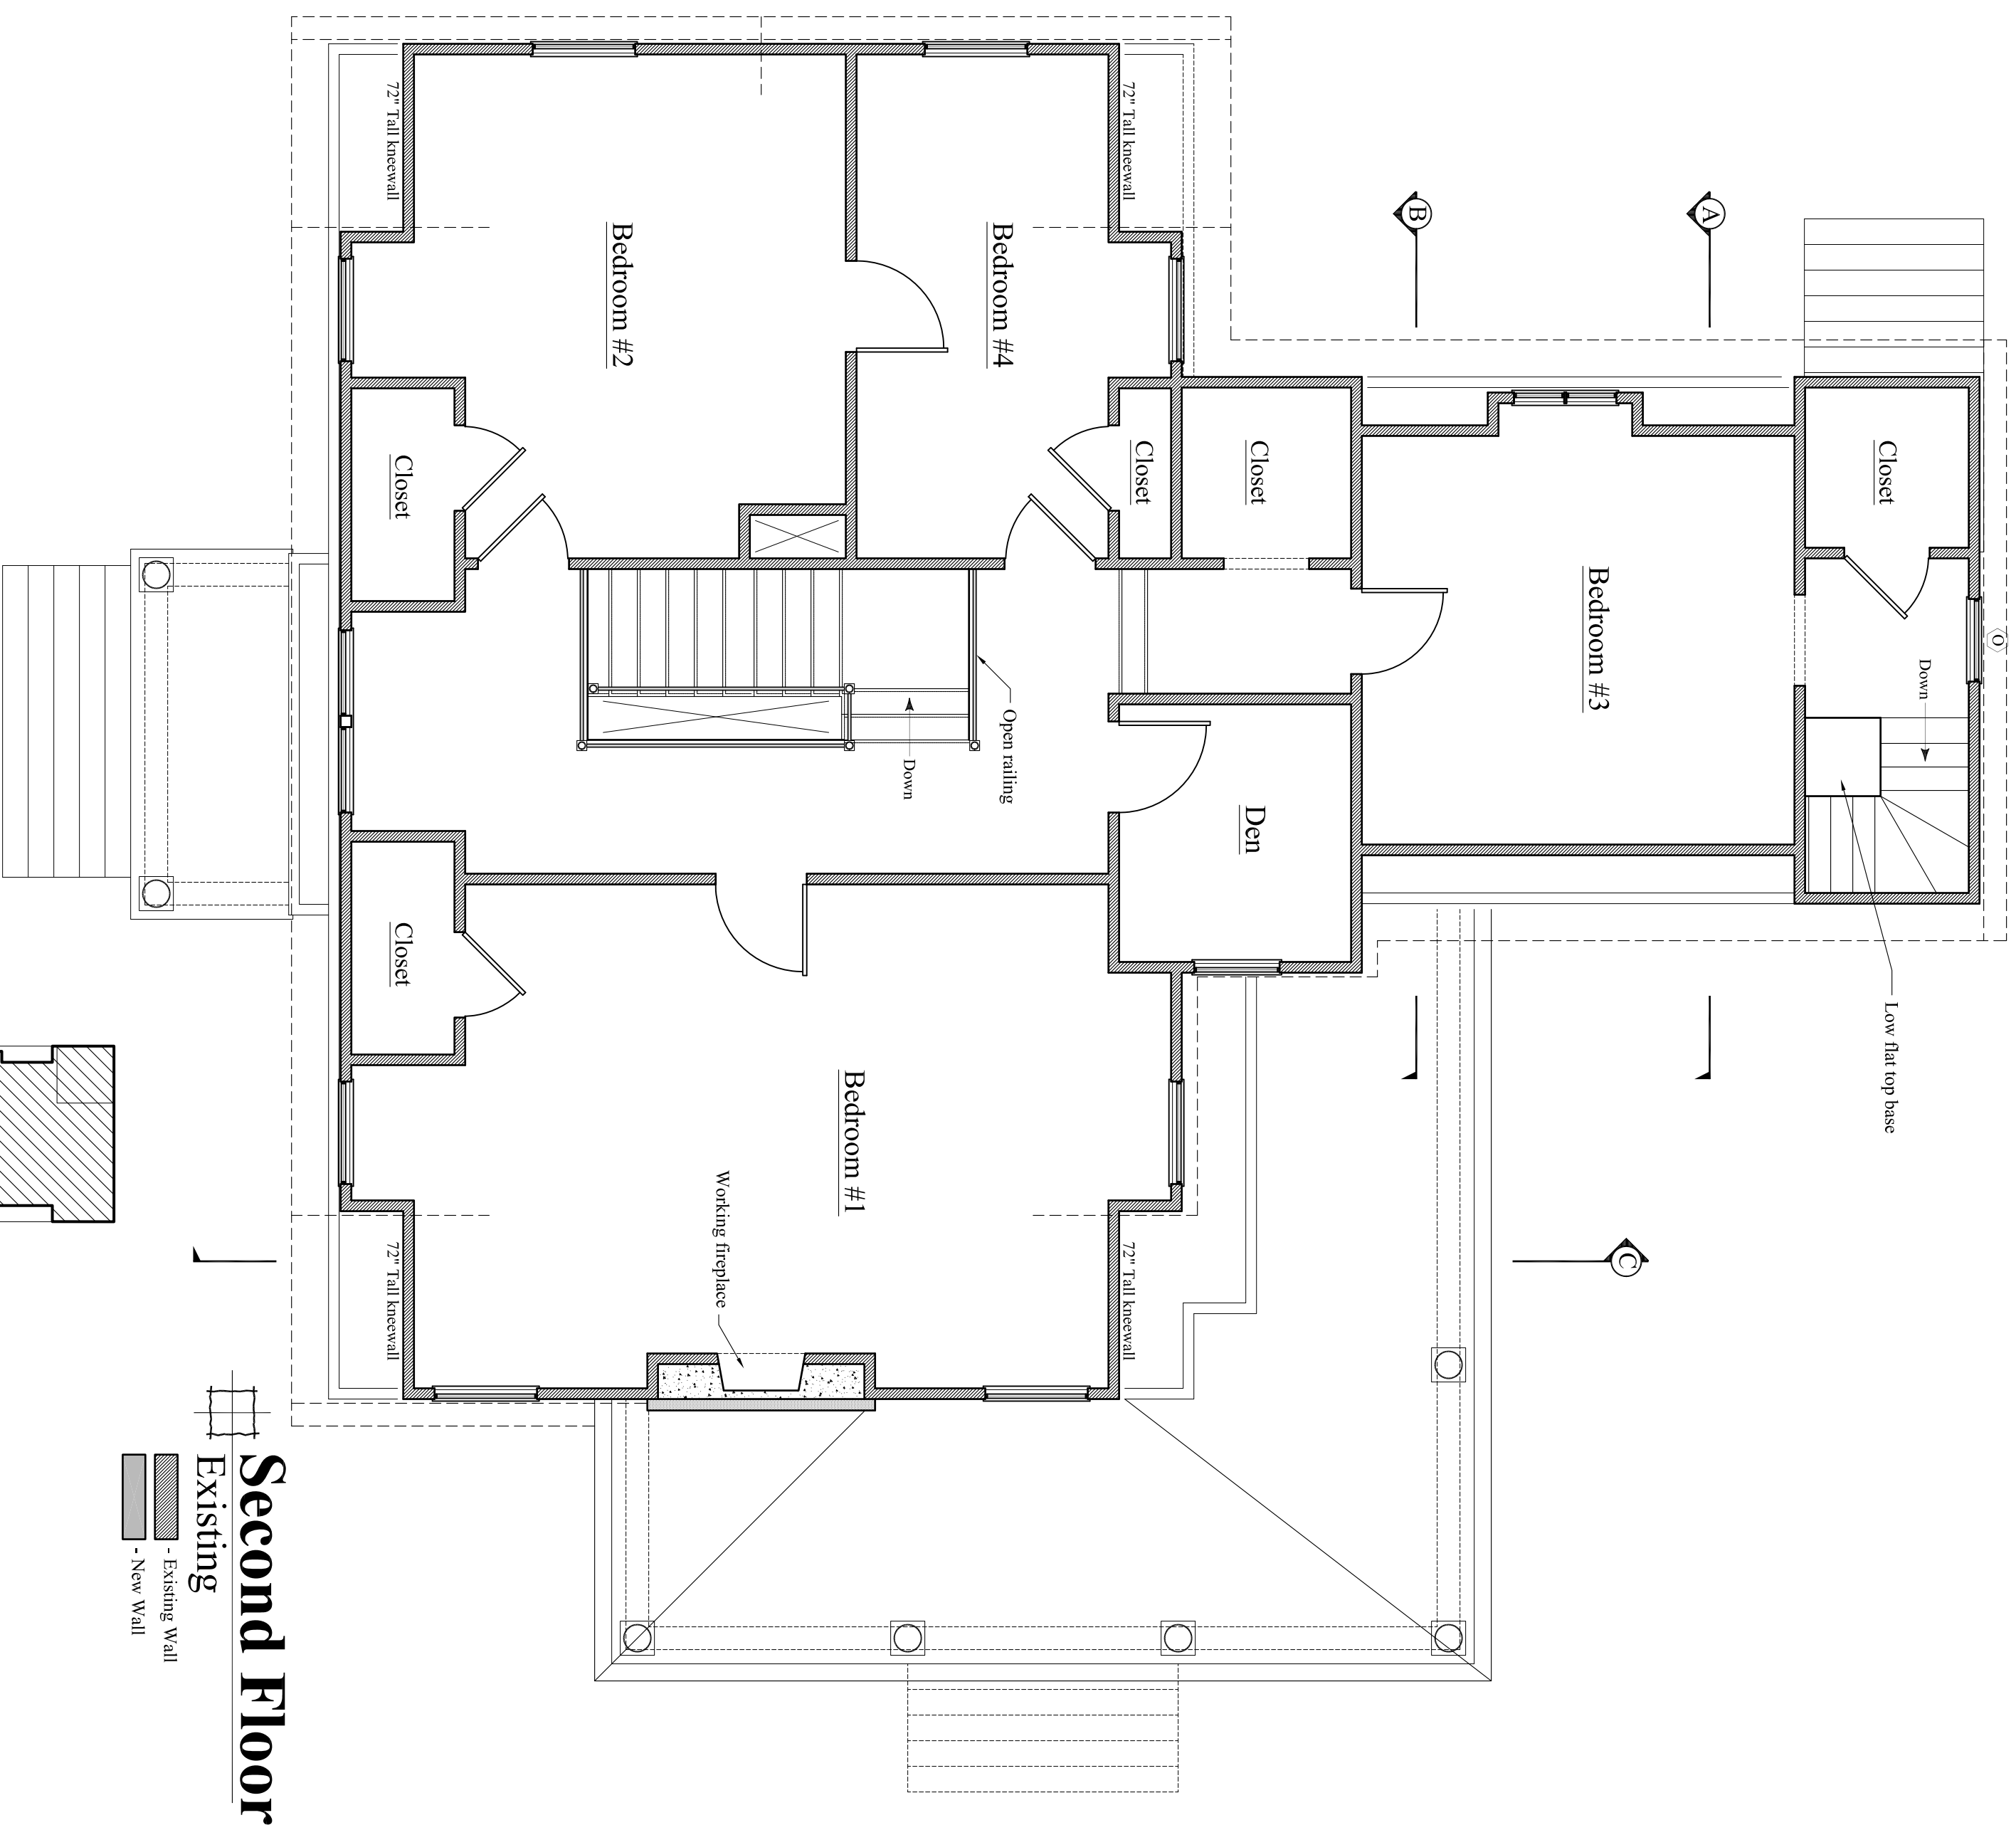 72" Tall kneewall
72" Tall kneewall
Bedroom #2
Bedroom #4
B
A
Closet
Closet
Closet
Closet
Bedroom #3
O
Down
Open railing
Down
Den
Low flat top base
Closet
Bedroom #1
Working fireplace
72" Tall kneewall
72" Tall kneewall
C
Second Floor
Existing
- Existing Wall
- New Wall